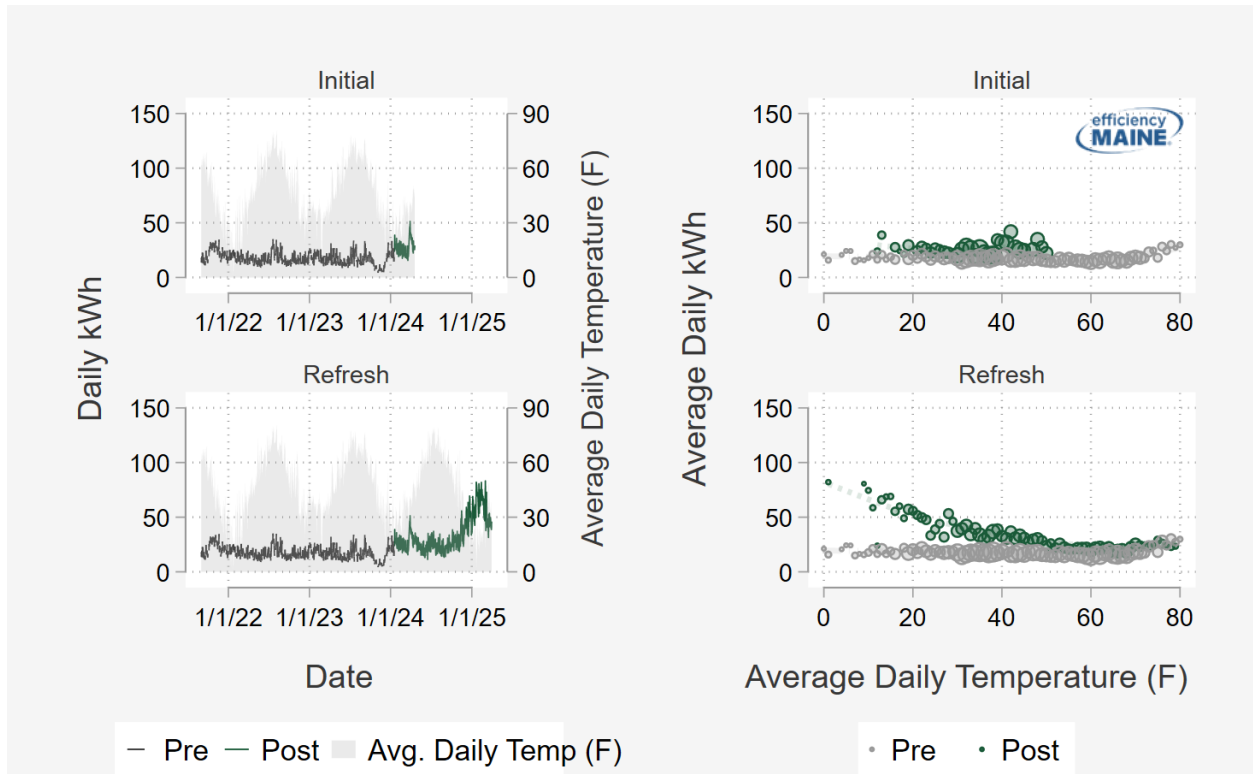 Initial
150
100
50
0
90
60
30
0
1/1/22 1/1/23 1/1/24 1/1/25
Refresh
150
100
50
0
90
60
30
0
1/1/22 1/1/23 1/1/24 1/1/25
Daily kWh
Average Daily Temperature (F)
Date
Pre Post Avg. Daily Temp (F)
Initial
efficiency
MAINE
150
100
50
0
0 20 40 60 80
Refresh
150
100
50
0
0 20 40 60 80
Average Daily kWh
Average Daily Temperature (F)
Pre Post